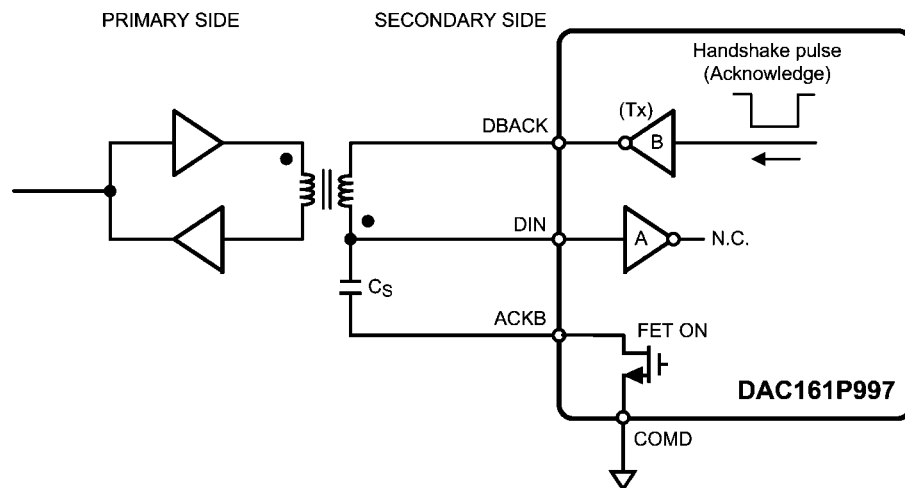 PRIMARY SIDE
SECONDARY SIDE
Handshake pulse
(Acknowledge)
(Tx)
DBACK
B
DIN
A
N.C.
CS
ACKB
FET ON
DAC161P997
COMD